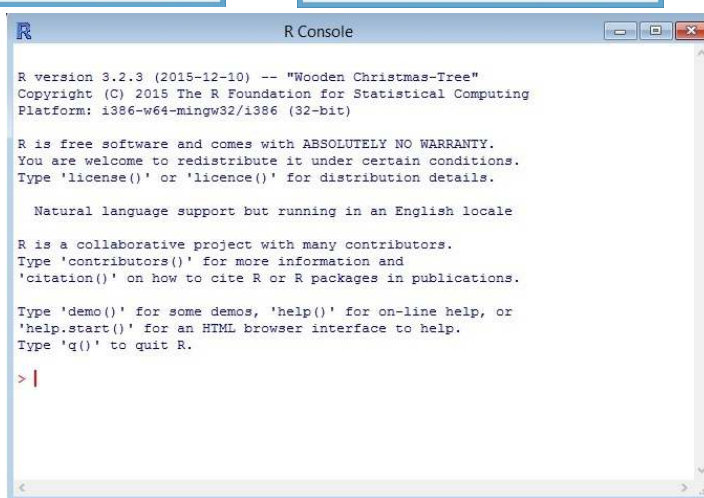 R Console
R version 3.2.3 (2015-12-10) -- "Wooden Christmas-Tree"
Copyright (C) 2015 The R Foundation for Statistical Computing
Platform: i386-w64-mingw32/i386 (32-bit)
R is free software and comes with ABSOLUTELY NO WARRANTY.
You are welcome to redistribute it under certain conditions.
Type 'license()' or 'licence()' for distribution details.
Natural language support but running in an English locale
R is a collaborative project with many contributors.
Type 'contributors()' for more information and
'citation()' on how to cite R or R packages in publications.
Type 'demo()' for some demos, 'help()' for on-line help, or
'help.start()' for an HTML browser interface to help.
Type 'q()' to quit R.
>